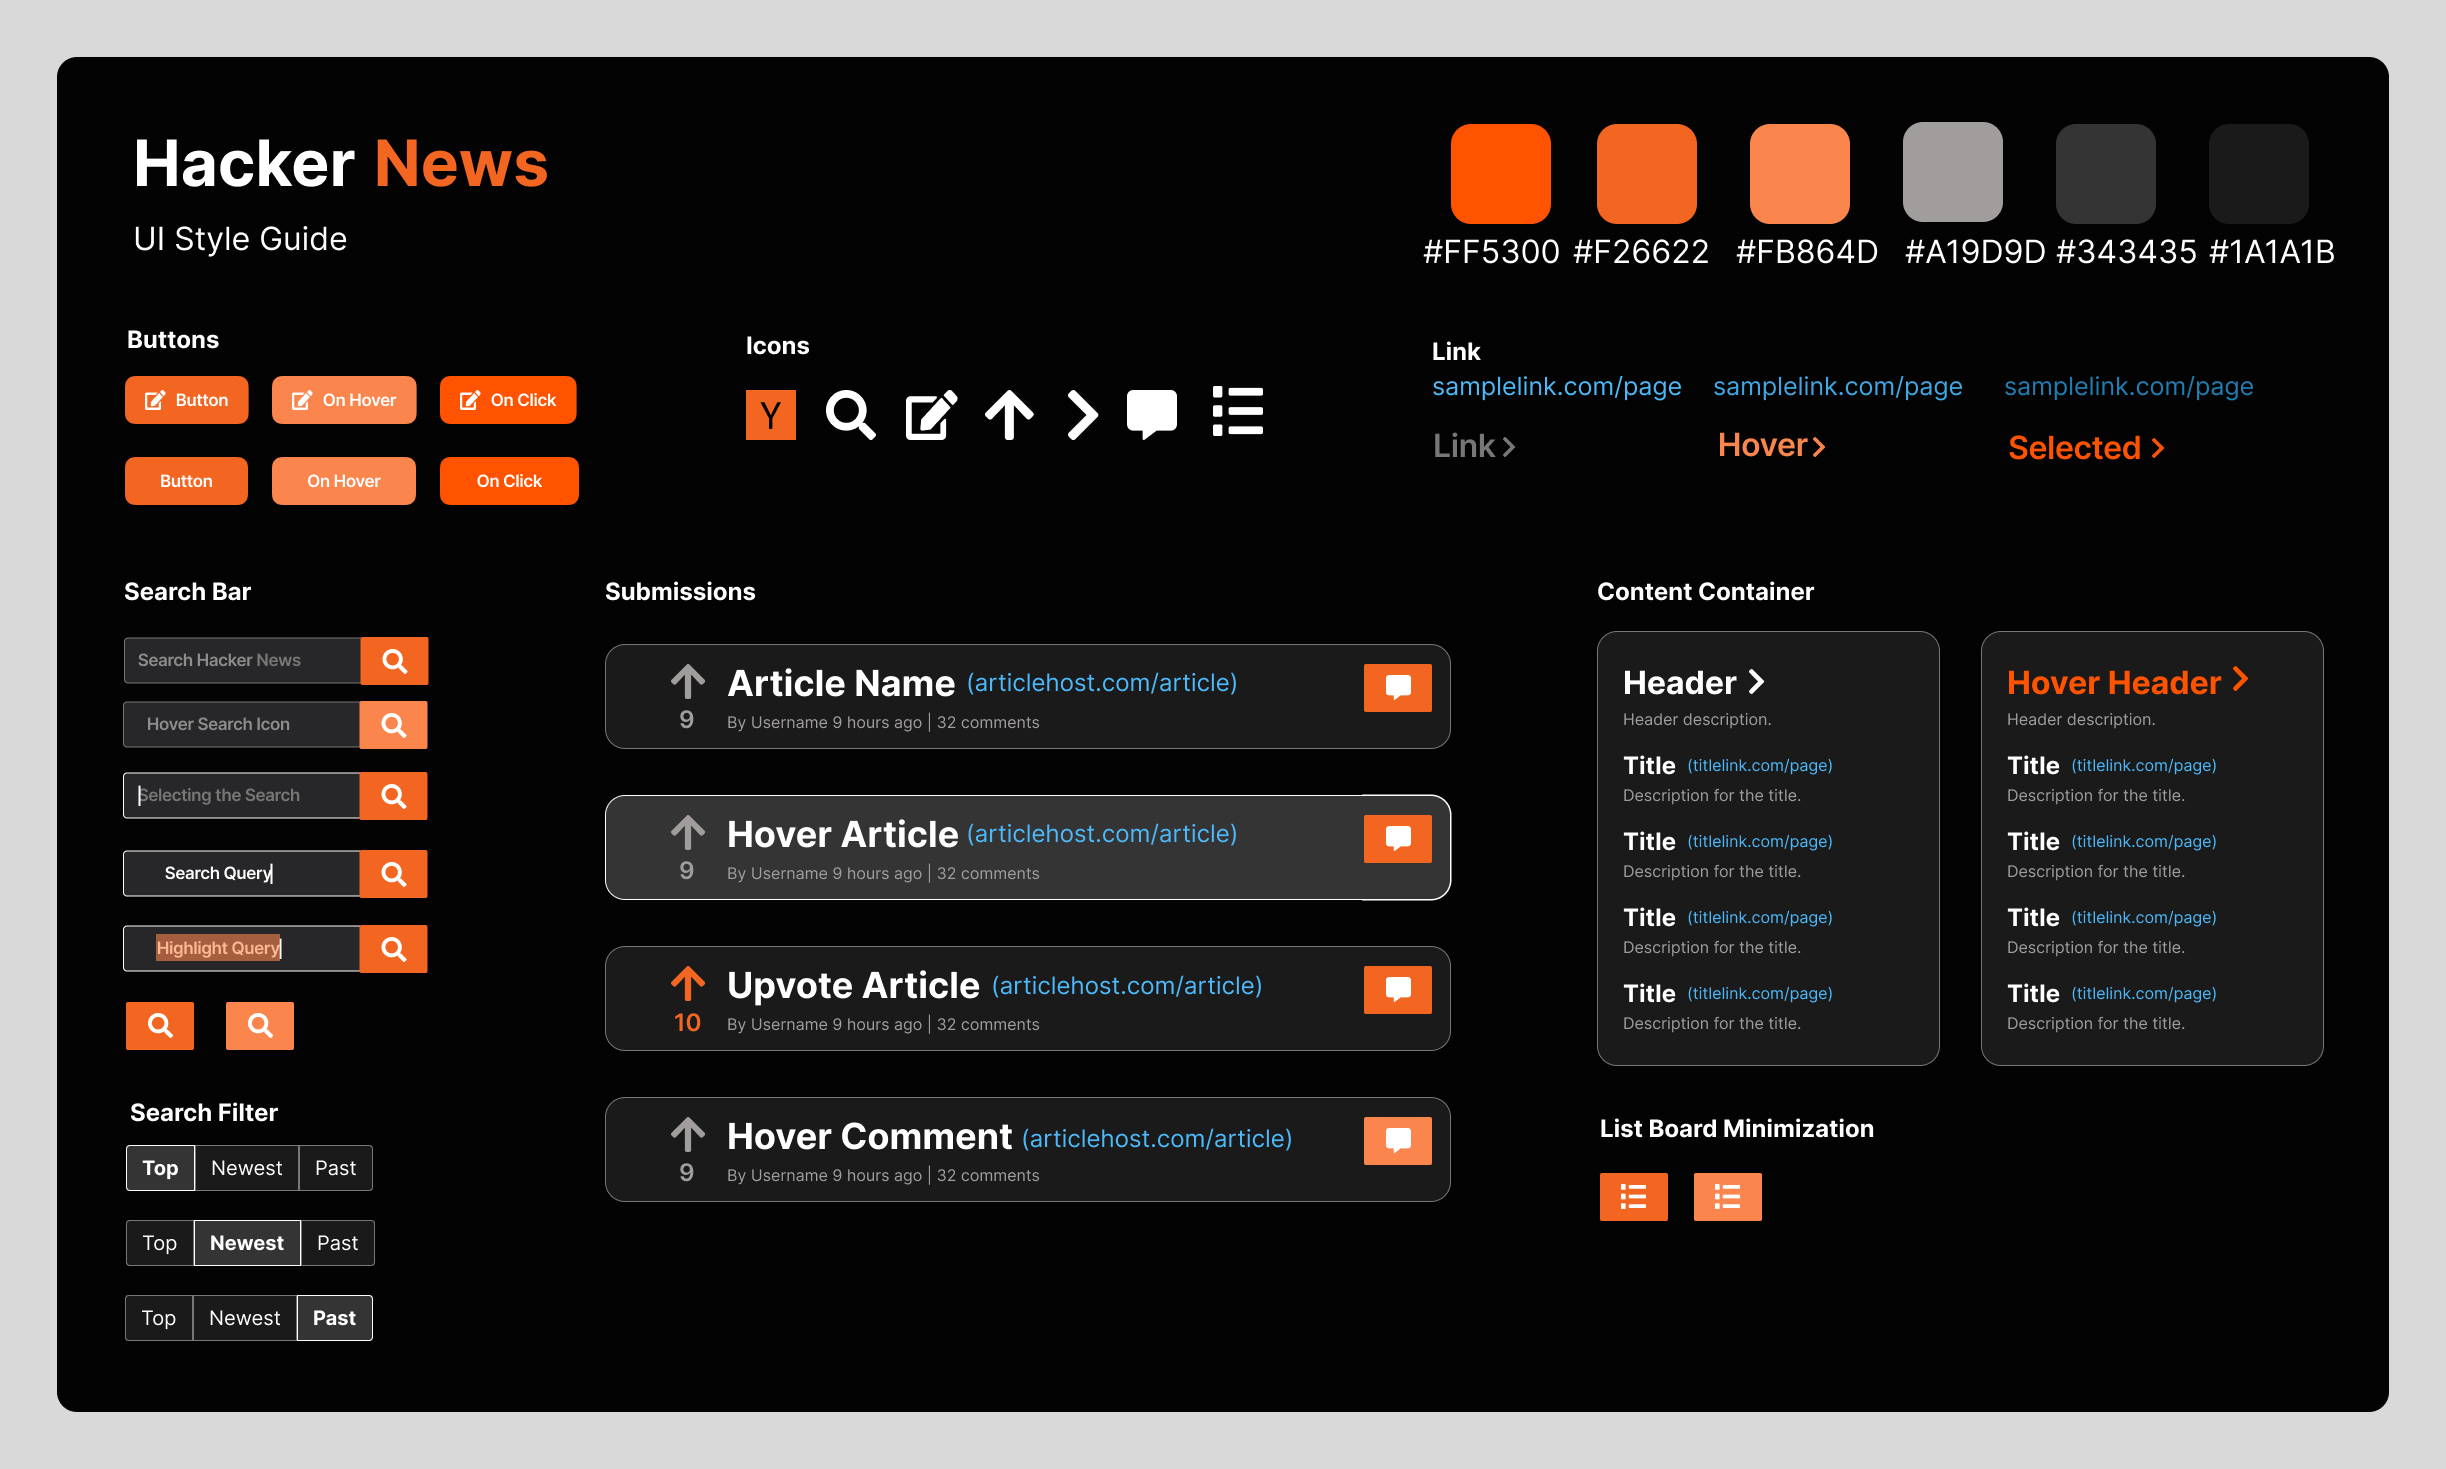 Hacker News
UI Style Guide
#FF5300 #F26622 #FB864D #A19D9D #343435 #1A1A1B
Buttons
Button On Hover On Click
Button On Hover On Click
Icons
Y
Link
samplelink.com/page samplelink.com/page samplelink.com/page
Link Hover Selected
Search Bar
Search Hacker News
Hover Search Icon
Selecting the Search
Search Query
Highlight Query
Search Filter
Top Newest Past
Top Newest Past
Top Newest Past
Submissions
Article Name (articlehost.com/article)
9
By Username 9 hours ago | 32 comments
Hover Article (articlehost.com/article)
9
By Username 9 hours ago | 32 comments
Upvote Article (articlehost.com/article)
10
By Username 9 hours ago | 32 comments
Hover Comment (articlehost.com/article)
9
By Username 9 hours ago | 32 comments
Content Container
Header
Header description.
Title (titlelink.com/page)
Description for the title.
Title (titlelink.com/page)
Description for the title.
Title (titlelink.com/page)
Description for the title.
Title (titlelink.com/page)
Description for the title.
Hover Header
Header description.
Title (titlelink.com/page)
Description for the title.
Title (titlelink.com/page)
Description for the title.
Title (titlelink.com/page)
Description for the title.
Title (titlelink.com/page)
Description for the title.
List Board Minimization